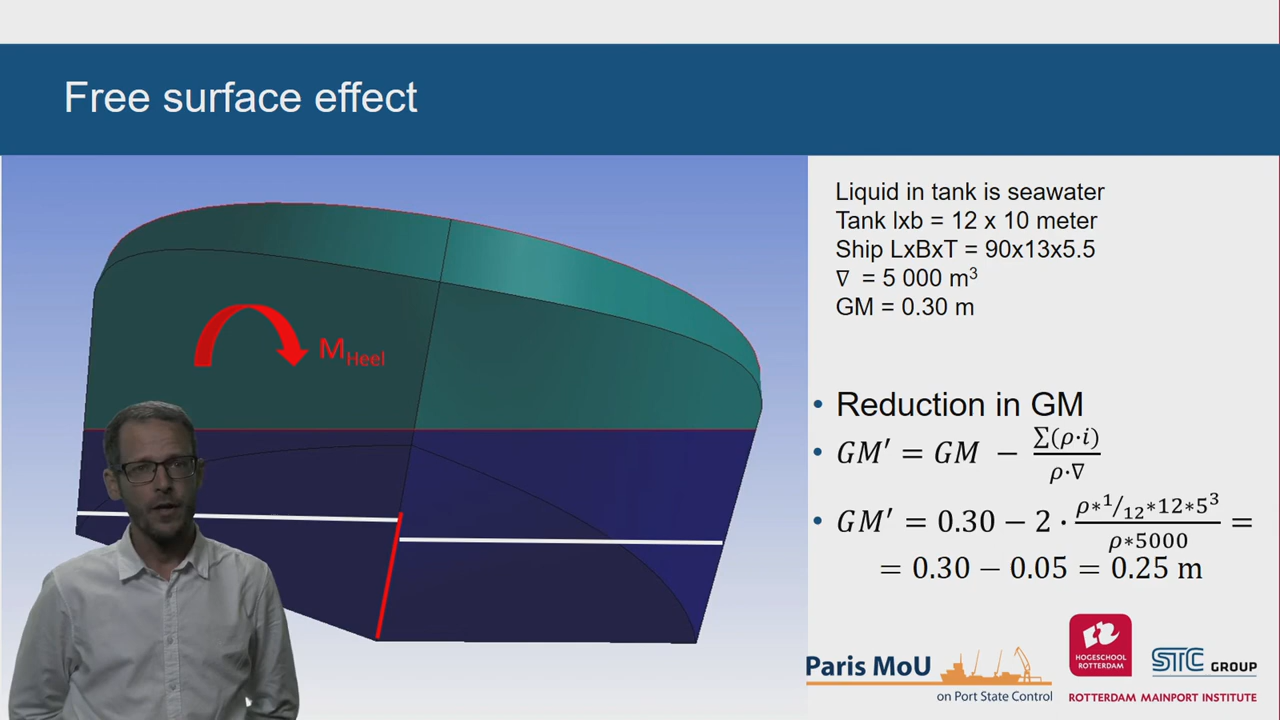 Free surface effect
Liquid in tank is seawater
Tank lxb = 12 x 10 meter
Ship LxBxT = 90x13x5.5
∇ = 5 000 m³
GM = 0.30 m
M_Heel
• Reduction in GM
• GM′ = GM − Σ(ρ·i) / ρ·∇
• GM′ = 0.30 − 2 · ρ*¹/₁₂*12*5³ / ρ*5000 =
= 0.30 − 0.05 = 0.25 m
Paris MoU
on Port State Control
HOGESCHOOL
ROTTERDAM
STC GROUP
ROTTERDAM MAINPORT INSTITUTE